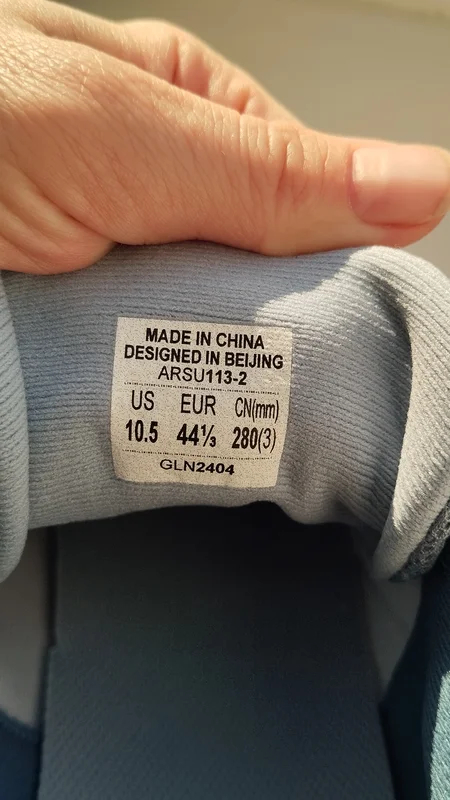 MADE IN CHINA
DESIGNED IN BEIJING
ARSU113-2
US EUR CN(mm)
10.5 44⅓ 280(3)
GLN2404